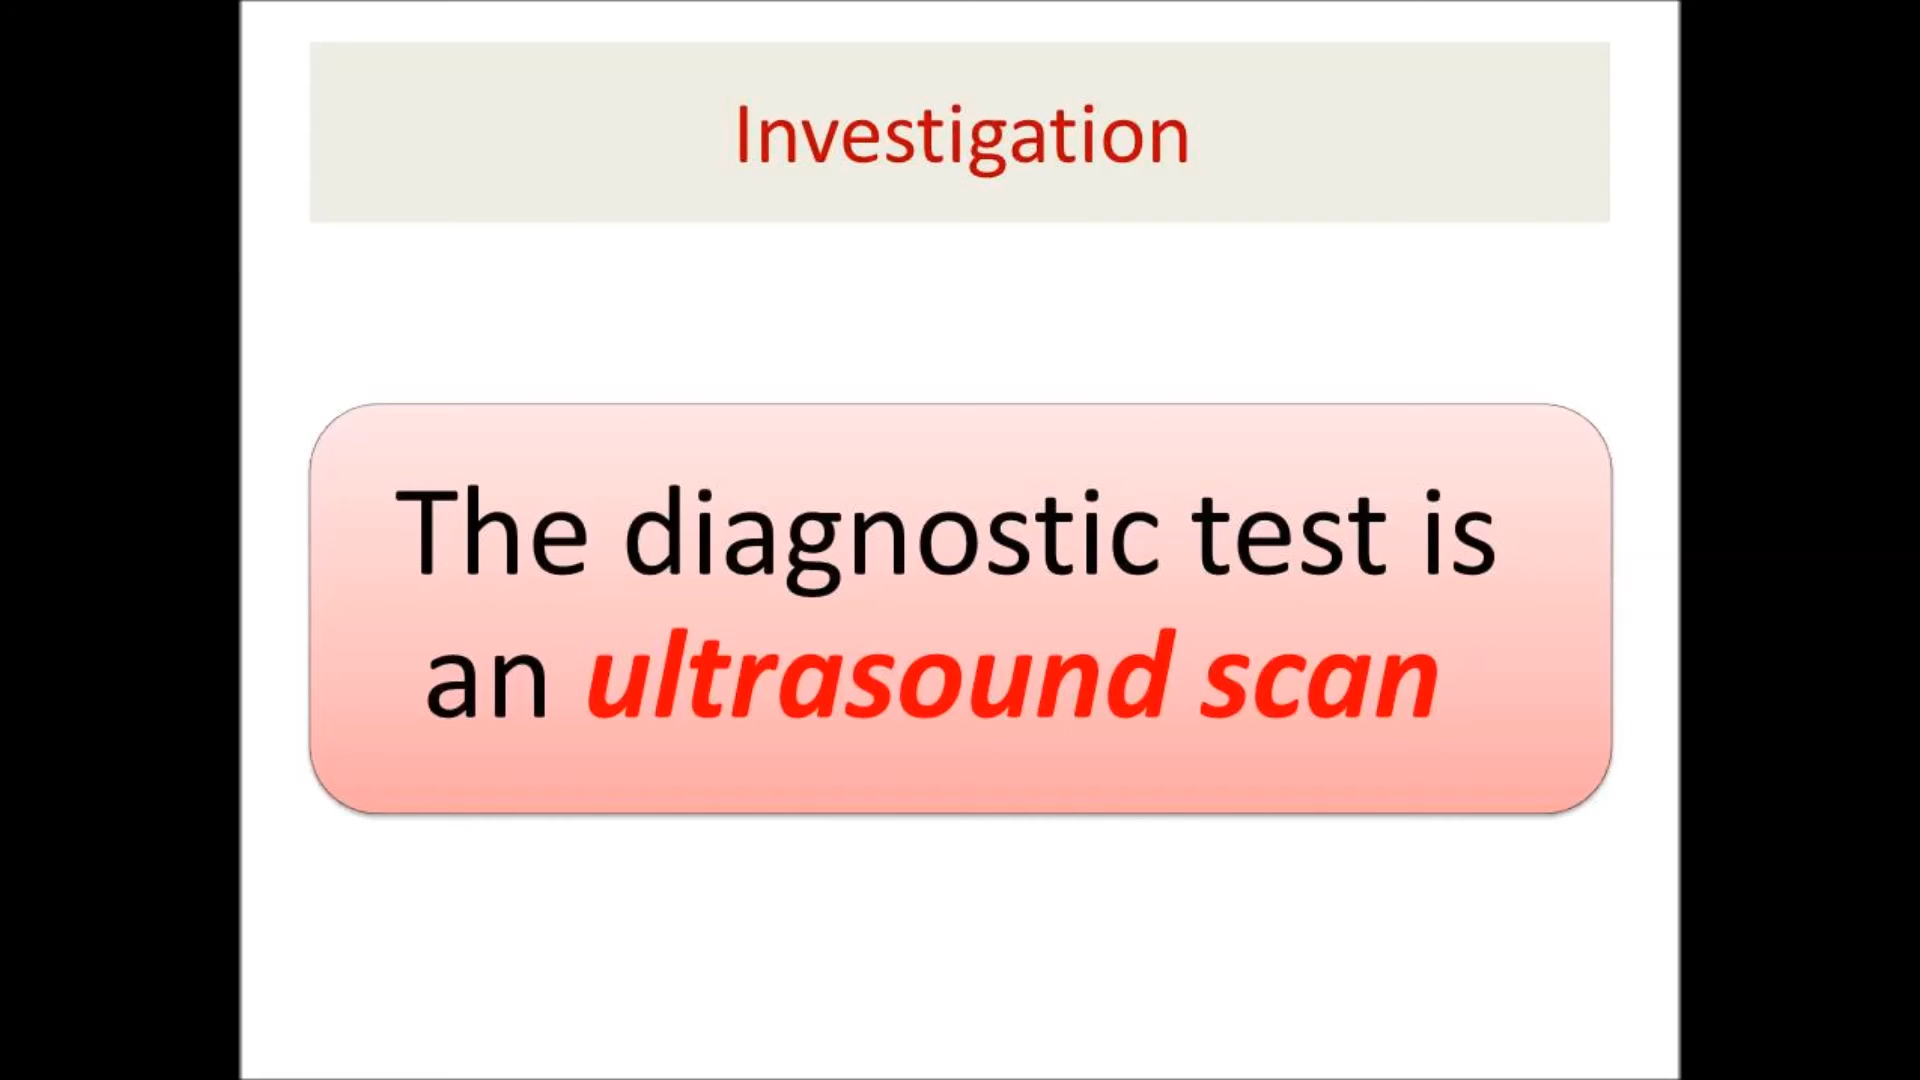 Investigation
The diagnostic test is
an ultrasound scan